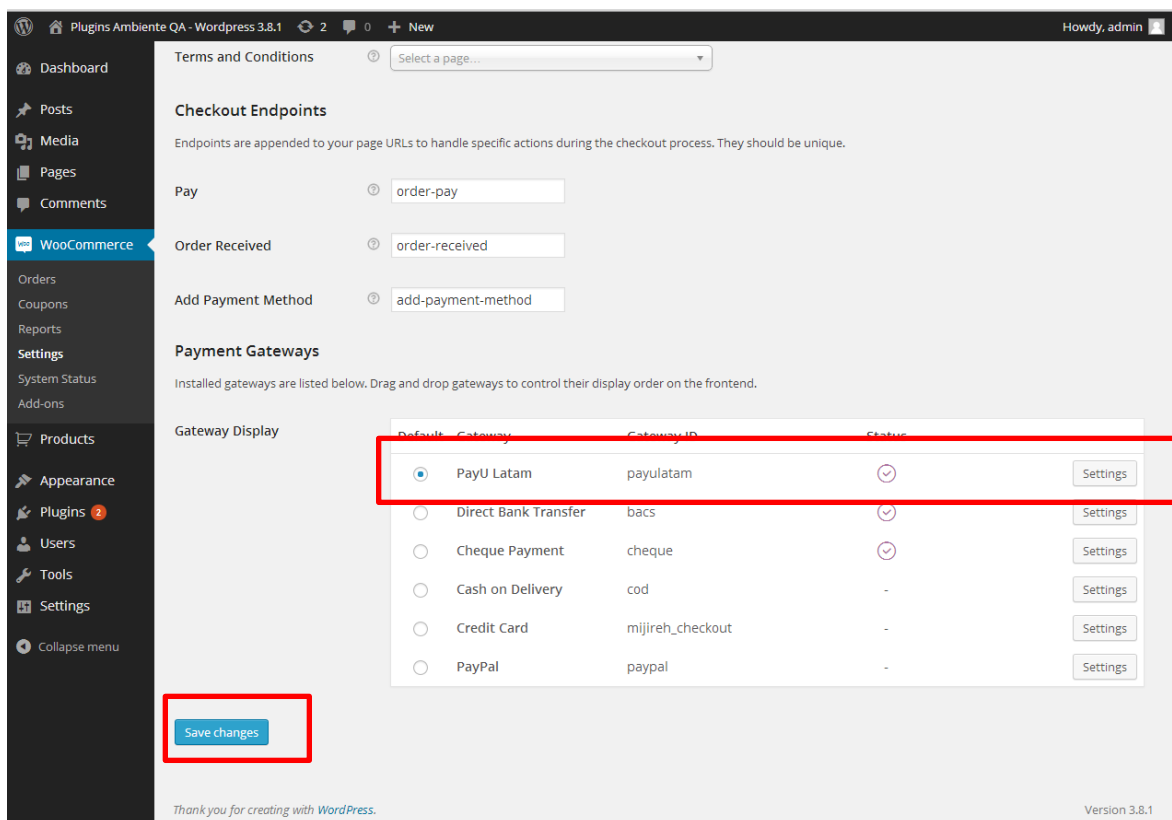 Plugins Ambiente QA - Wordpress 3.8.1 2 0 + New Howdy, admin
Dashboard
Posts
Media
Pages
Comments
WooCommerce
Orders
Coupons
Reports
Settings
System Status
Add-ons
Products
Appearance
Plugins 2
Users
Tools
Settings
Collapse menu
Terms and Conditions ? Select a page...
Checkout Endpoints
Endpoints are appended to your page URLs to handle specific actions during the checkout process. They should be unique.
Pay ? order-pay
Order Received ? order-received
Add Payment Method ? add-payment-method
Payment Gateways
Installed gateways are listed below. Drag and drop gateways to control their display order on the frontend.
Gateway Display
Default Gateway Gateway ID Status
PayU Latam payulatam Settings
Direct Bank Transfer bacs Settings
Cheque Payment cheque Settings
Cash on Delivery cod - Settings
Credit Card mijireh_checkout - Settings
PayPal paypal - Settings
Save changes
Thank you for creating with WordPress. Version 3.8.1